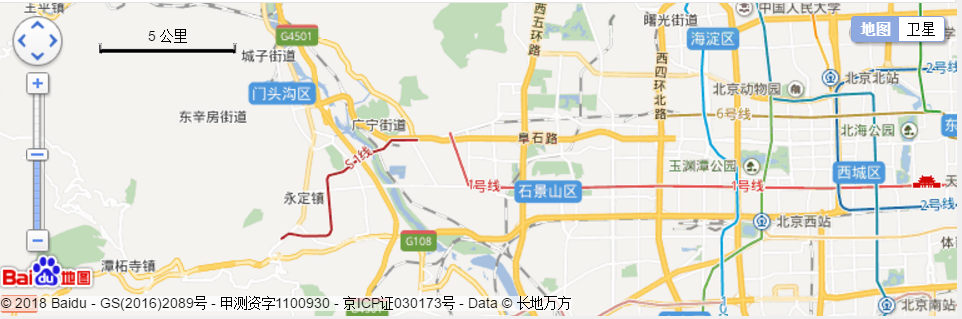 王平镇
5 公里
G4501
城子街道
西五环路
曙光街道
海淀区
中国人民大学
地图
卫星
门头沟区
西四环北路
北京北站
2号线
北京动物园
东辛房街道
广宁街道
阜石路
6号线
北海公园
东
S-1线
玉渊潭公园
西城区
1号线
石景山区
1号线
天
永定镇
2号线
北京西站
G108
体
潭柘寺镇
Bai du 地图
北京南站
© 2018 Baidu - GS(2016)2089号 - 甲测资字1100930 - 京ICP证030173号 - Data © 长地万方